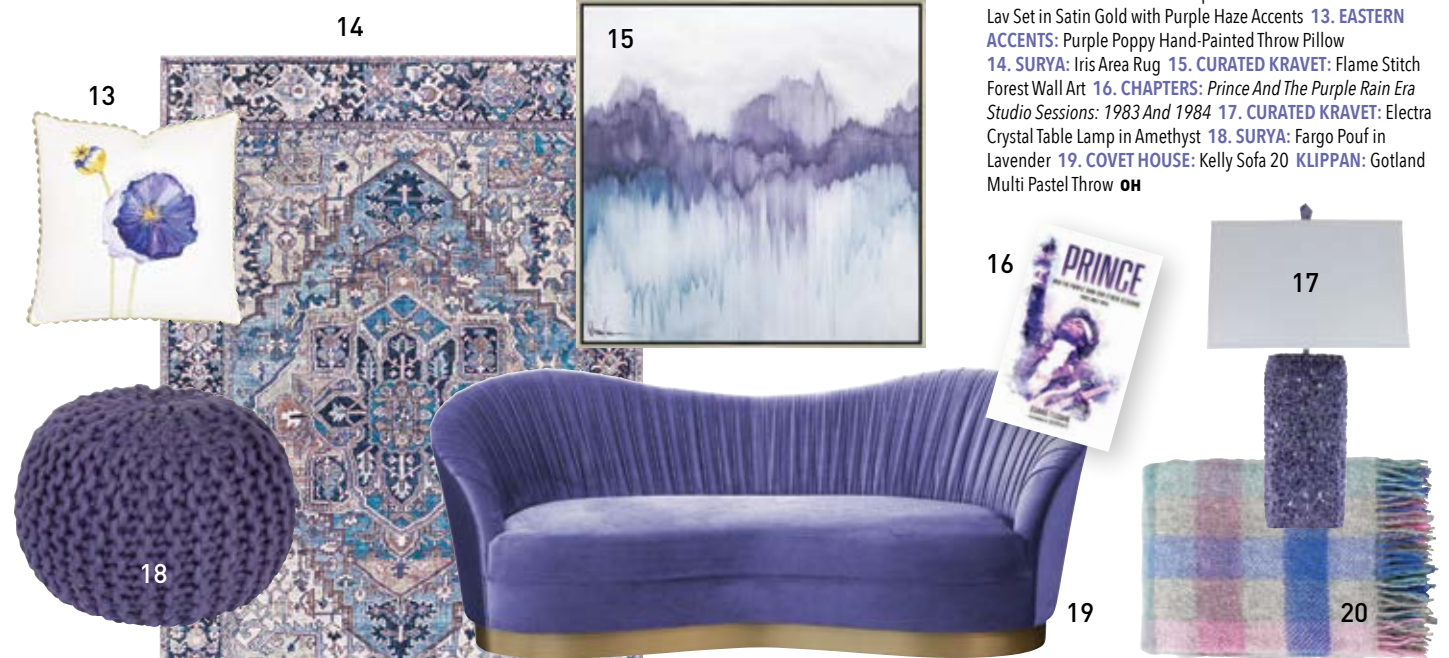 Lav Set in Satin Gold with Purple Haze Accents 13. EASTERN
ACCENTS: Purple Poppy Hand-Painted Throw Pillow
14. SURYA: Iris Area Rug 15. CURATED KRAVET: Flame Stitch
Forest Wall Art 16. CHAPTERS: Prince And The Purple Rain Era
Studio Sessions: 1983 And 1984 17. CURATED KRAVET: Electra
Crystal Table Lamp in Amethyst 18. SURYA: Fargo Pouf in
Lavender 19. COVET HOUSE: Kelly Sofa 20 KLIPPAN: Gotland
Multi Pastel Throw OH
13
14
15
16
PRINCE
17
18
19
20